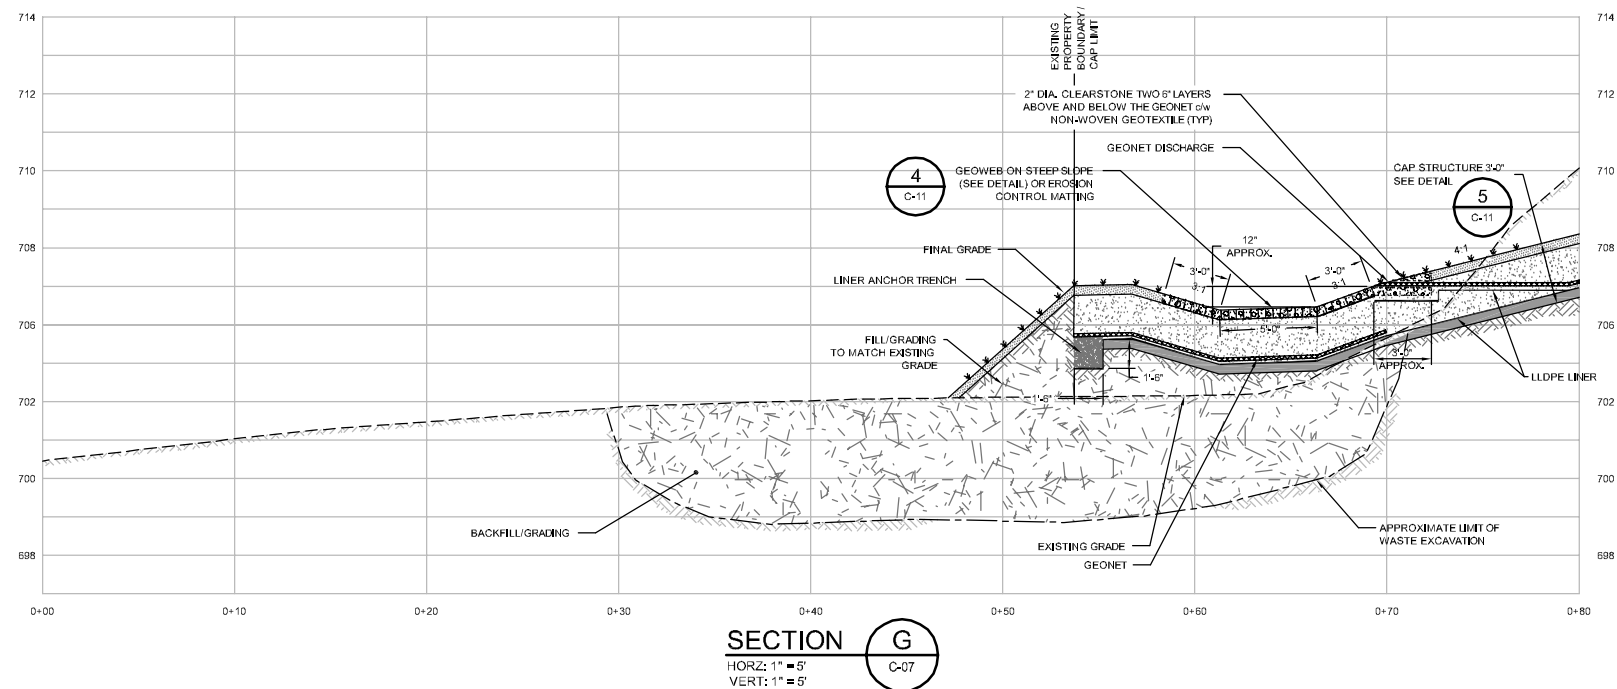 714
712
710
708
706
704
702
700
698
714
712
710
708
706
704
702
700
698
EXISTING
PROPERTY
BOUNDARY/
CAP LIMIT
2" DIA. CLEARSTONE TWO 6" LAYERS
ABOVE AND BELOW THE GEONET c/w
NON-WOVEN GEOTEXTILE (TYP)
GEONET DISCHARGE
4
C-11
GEOWEB ON STEEP SLOPE
(SEE DETAIL) OR EROSION
CONTROL MATTING
CAP STRUCTURE 3'-0"
SEE DETAIL
5
C-11
FINAL GRADE
12"
APPROX.
4:1
LINER ANCHOR TRENCH
3'-0"
3:1
3'-0"
3:1
5'-0"
FILL/GRADING
TO MATCH EXISTING
GRADE
1'-6"
3'-0"
APPROX.
LLDPE LINER
1'-6"
BACKFILL/GRADING
EXISTING GRADE
GEONET
APPROXIMATE LIMIT OF
WASTE EXCAVATION
0+00
0+10
0+20
0+30
0+40
0+50
0+60
0+70
0+80
SECTION
G
C-07
HORZ: 1" = 5'
VERT: 1" = 5'